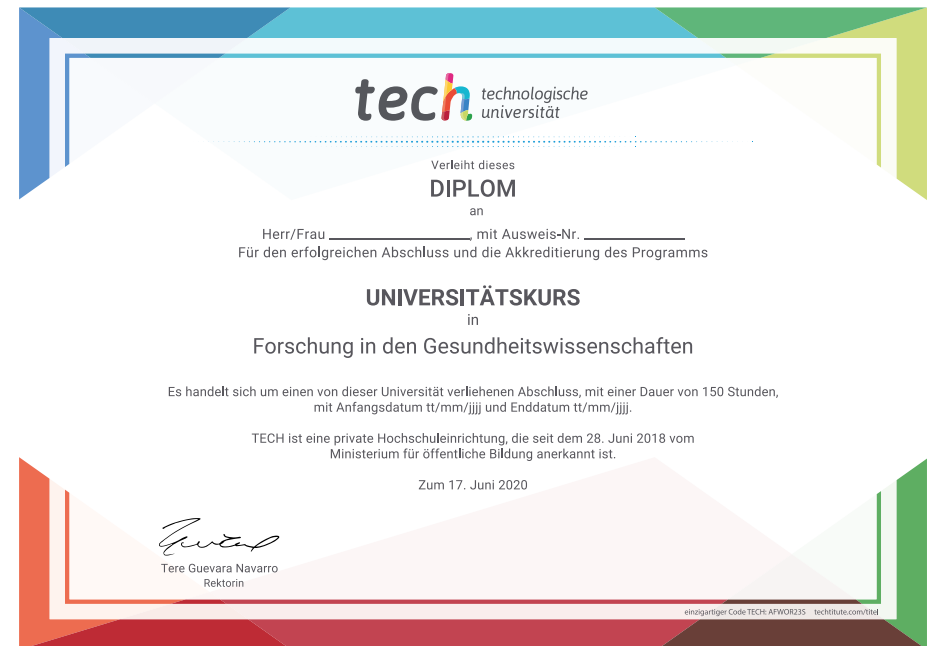 tech technologische
universität
Verleiht dieses
DIPLOM
an
Herr/Frau ____________, mit Ausweis-Nr. ____________
Für den erfolgreichen Abschluss und die Akkreditierung des Programms
UNIVERSITÄTSKURS
in
Forschung in den Gesundheitswissenschaften
Es handelt sich um einen von dieser Universität verliehenen Abschluss, mit einer Dauer von 150 Stunden,
mit Anfangsdatum tt/mm/jjjj und Enddatum tt/mm/jjjj.
TECH ist eine private Hochschuleinrichtung, die seit dem 28. Juni 2018 vom
Ministerium für öffentliche Bildung anerkannt ist.
Zum 17. Juni 2020
Tere Guevara Navarro
Rektorin
einzigartiger Code TECH: AFWOR23S techtitute.com/titel